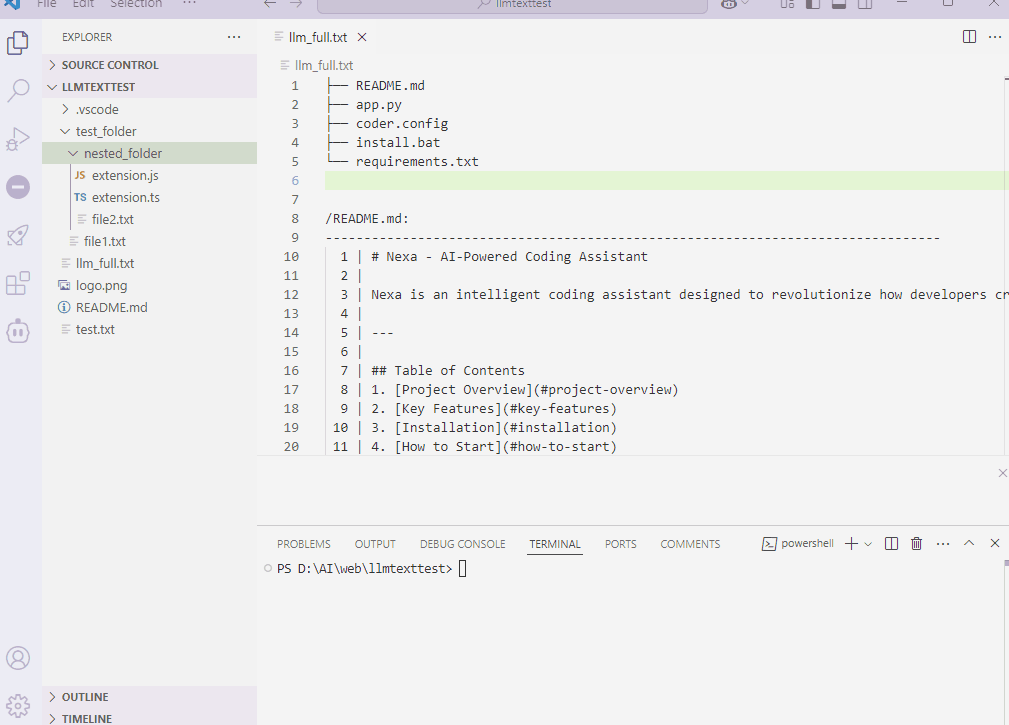 File Edit Selection ··· llmtexttest
EXPLORER ···
SOURCE CONTROL
LLMTEXTTEST
.vscode
test_folder
nested_folder
JS extension.js
TS extension.ts
file2.txt
file1.txt
llm_full.txt
logo.png
README.md
test.txt
OUTLINE
TIMELINE
llm_full.txt ···
llm_full.txt
1 ├── README.md
2 ├── app.py
3 ├── coder.config
4 ├── install.bat
5 └── requirements.txt
6
7
8 /README.md:
9 --------------------------------------------------------------------------------
10 1 | # Nexa - AI-Powered Coding Assistant
11 2 |
12 3 | Nexa is an intelligent coding assistant designed to revolutionize how developers cr
13 4 |
14 5 | ---
15 6 |
16 7 | ## Table of Contents
17 8 | 1. [Project Overview](#project-overview)
18 9 | 2. [Key Features](#key-features)
19 10 | 3. [Installation](#installation)
20 11 | 4. [How to Start](#how-to-start)
PROBLEMS OUTPUT DEBUG CONSOLE TERMINAL PORTS COMMENTS powershell ···
PS D:\AI\web\llmtexttest>